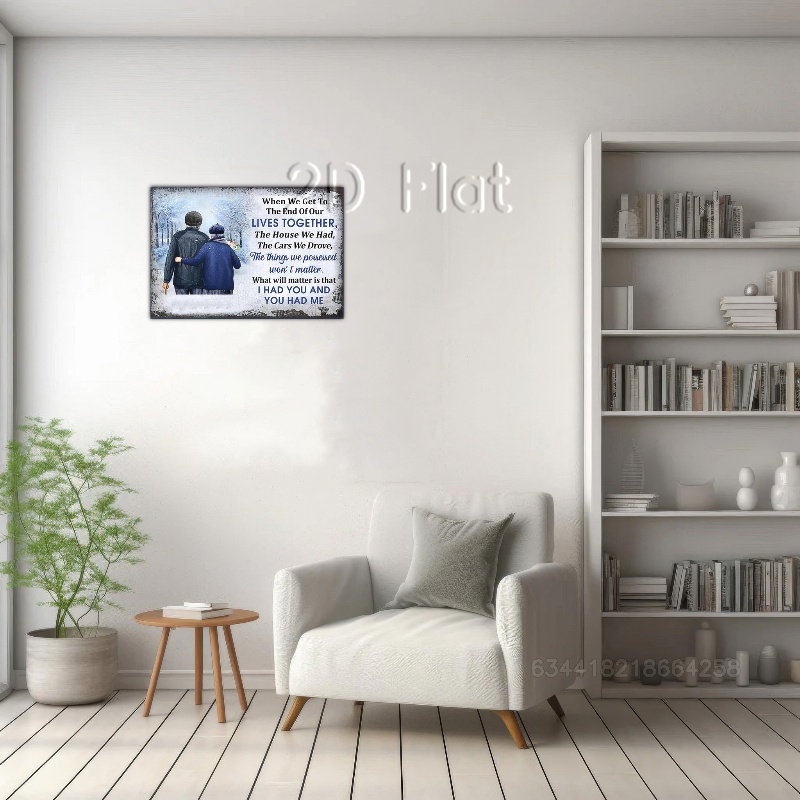 2D Flat
When We Get To
The End Of Our
LIVES TOGETHER,
The House We Had,
The Cars We Drove,
The things we possessed
won't matter.
What will matter is that
I HAD YOU AND
YOU HAD ME
634418218664258